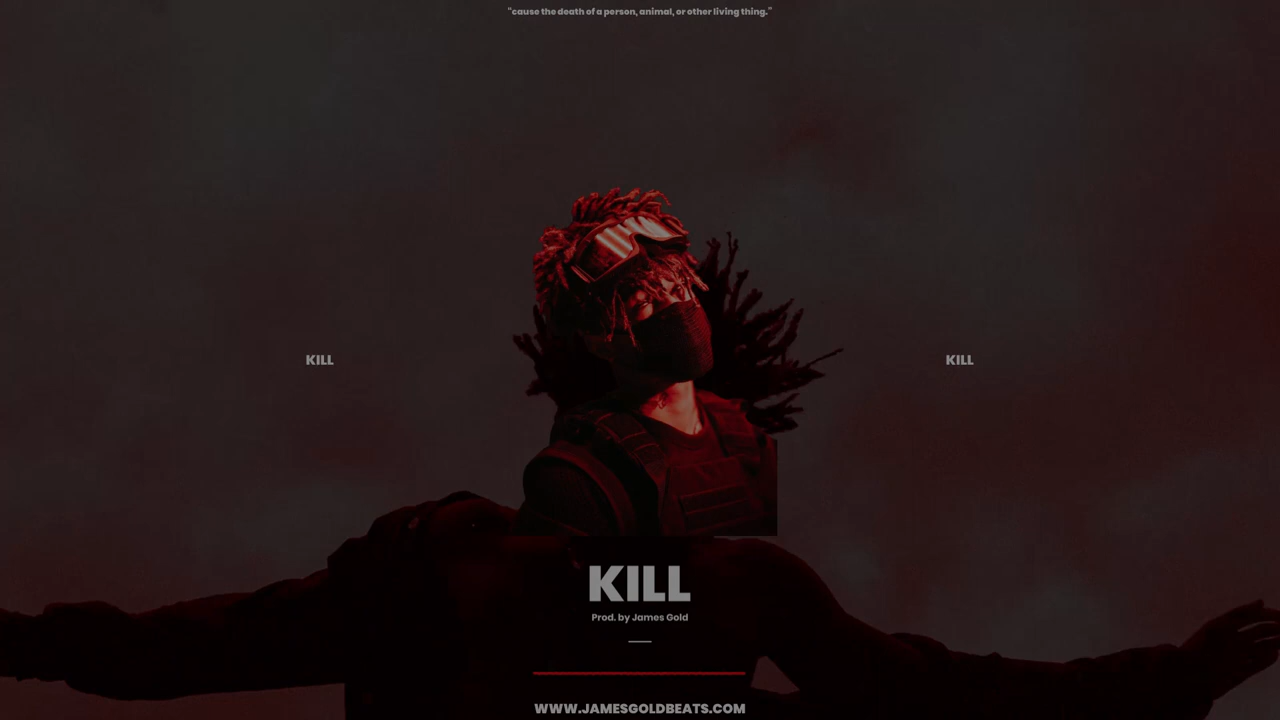 "cause the death of a person, animal, or other living thing."
KILL
KILL
KILL
Prod. by James Gold
WWW.JAMESGOLDBEATS.COM